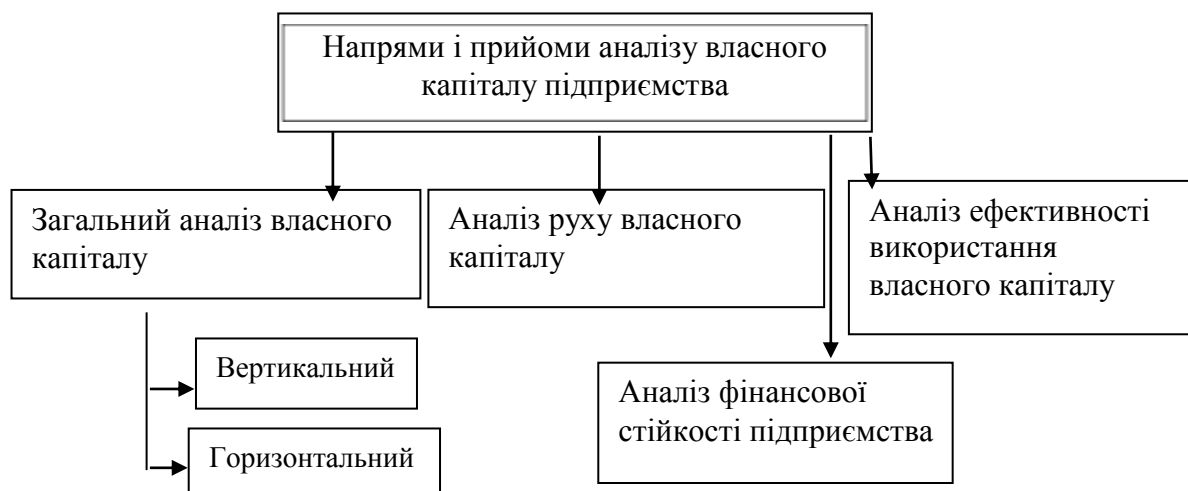 Напрями і прийоми аналізу власного
капіталу підприємства
Загальний аналіз власного
капіталу
Аналіз руху власного
капіталу
Аналіз ефективності
використання
власного капіталу
Вертикальний
Горизонтальний
Аналіз фінансової
стійкості підприємства